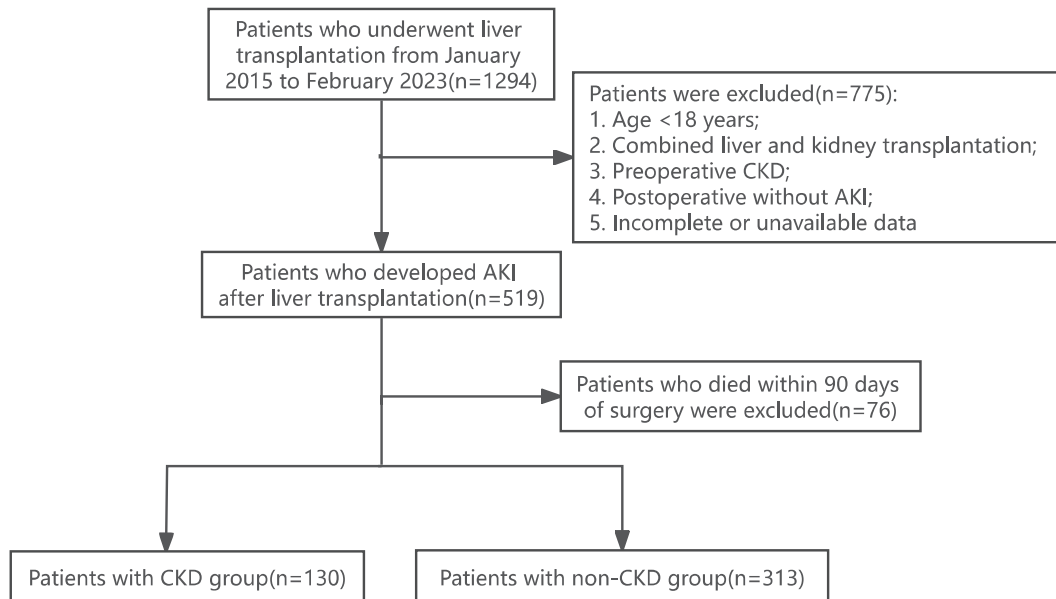 Patients who underwent liver
transplantation from January
2015 to February 2023(n=1294)
Patients were excluded(n=775):
1. Age <18 years;
2. Combined liver and kidney transplantation;
3. Preoperative CKD;
4. Postoperative without AKI;
5. Incomplete or unavailable data
Patients who developed AKI
after liver transplantation(n=519)
Patients who died within 90 days
of surgery were excluded(n=76)
Patients with CKD group(n=130)
Patients with non-CKD group(n=313)